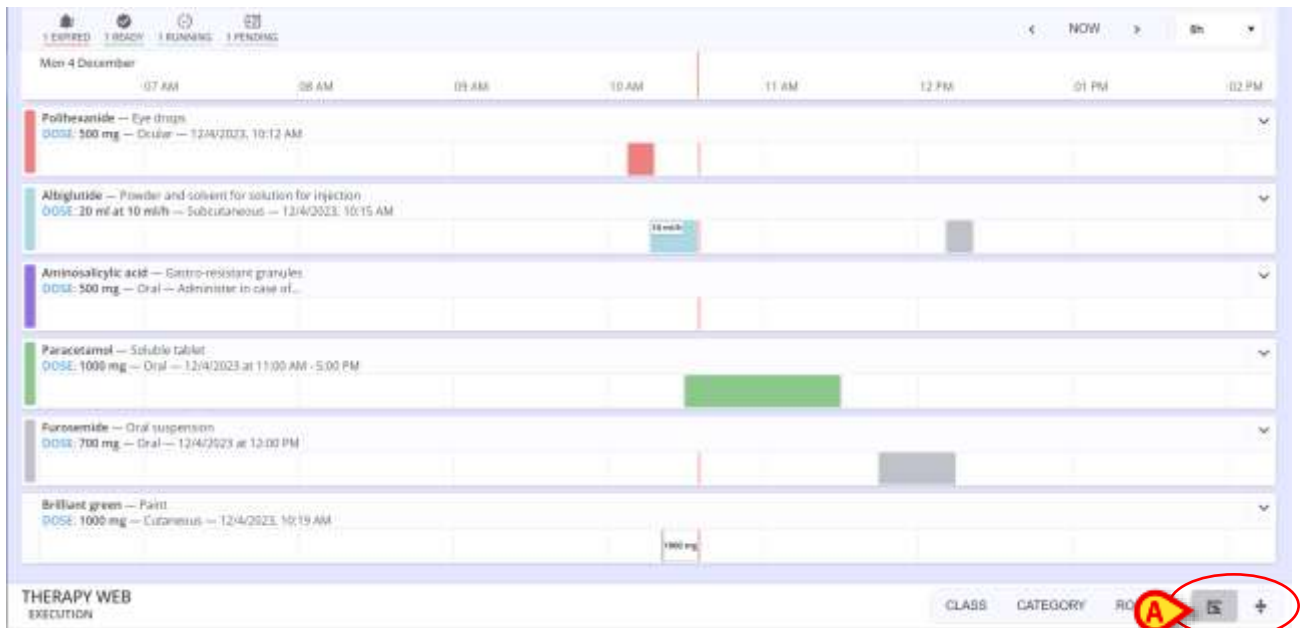 1 EXPIRED 1 READY 1 RUNNING 1 PENDING
NOW
Mon 4 December
07 AM 08 AM 09 AM 10 AM 11 AM 12 PM 01 PM 02 PM
Polihexanide — Eye drops
DOSE: 500 mg — Ocular — 12/4/2023, 10:12 AM
Albiglutide — Powder and solvent for solution for injection
DOSE: 20 ml at 10 ml/h — Subcutaneous — 12/4/2023, 10:15 AM
10 ml/h
Aminosalicylic acid — Gastro-resistant granules
DOSE: 500 mg — Oral — Administer in case of...
Paracetamol — Soluble tablet
DOSE: 1000 mg — Oral — 12/4/2023 at 11:00 AM - 5:00 PM
Furosemide — Oral suspension
DOSE: 700 mg — Oral — 12/4/2023 at 12:00 PM
Brilliant green — Paint
DOSE: 1000 mg — Cutaneous — 12/4/2023, 10:19 AM
1000 mg
THERAPY WEB
EXECUTION
CLASS CATEGORY RO A